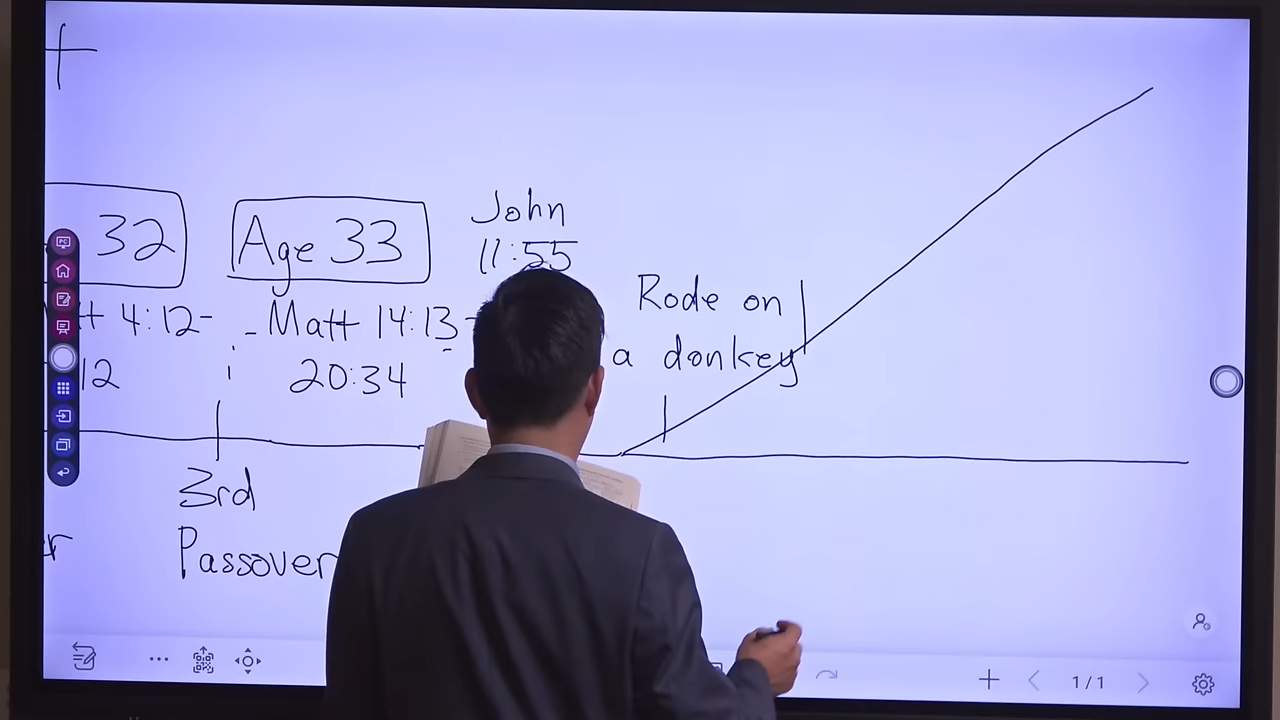 32
Age 33
John
11:55
4:12-
12
- Matt 14:13-
20:34
Rode on
a donkey
3rd
Passover
1/1